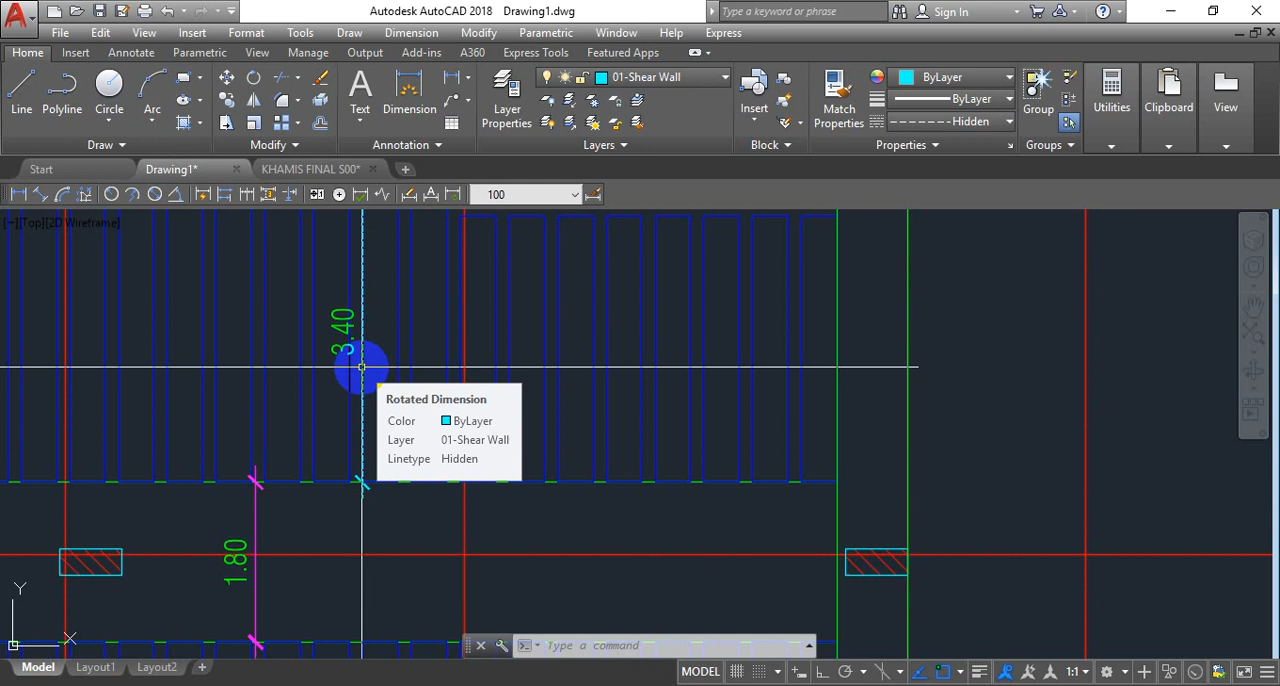 Autodesk AutoCAD 2018 Drawing1.dwg
Type a keyword or phrase
Sign In
File Edit View Insert Format Tools Draw Dimension Modify Parametric Window Help Express
Home Insert Annotate Parametric View Manage Output Add-ins A360 Express Tools Featured Apps
Line Polyline Circle Arc
Text Dimension
Layer Properties
01-Shear Wall
Insert
Match Properties
ByLayer
ByLayer
Hidden
Group
Utilities
Clipboard
View
Draw
Modify
Annotation
Layers
Block
Properties
Groups
Start
Drawing1*
KHAMIS FINAL S00*
100
[−][Top][2D Wireframe]
3.40
Rotated Dimension
Color ByLayer
Layer 01-Shear Wall
Linetype Hidden
1.80
Y
X
Type a command
Model Layout1 Layout2
MODEL
1:1